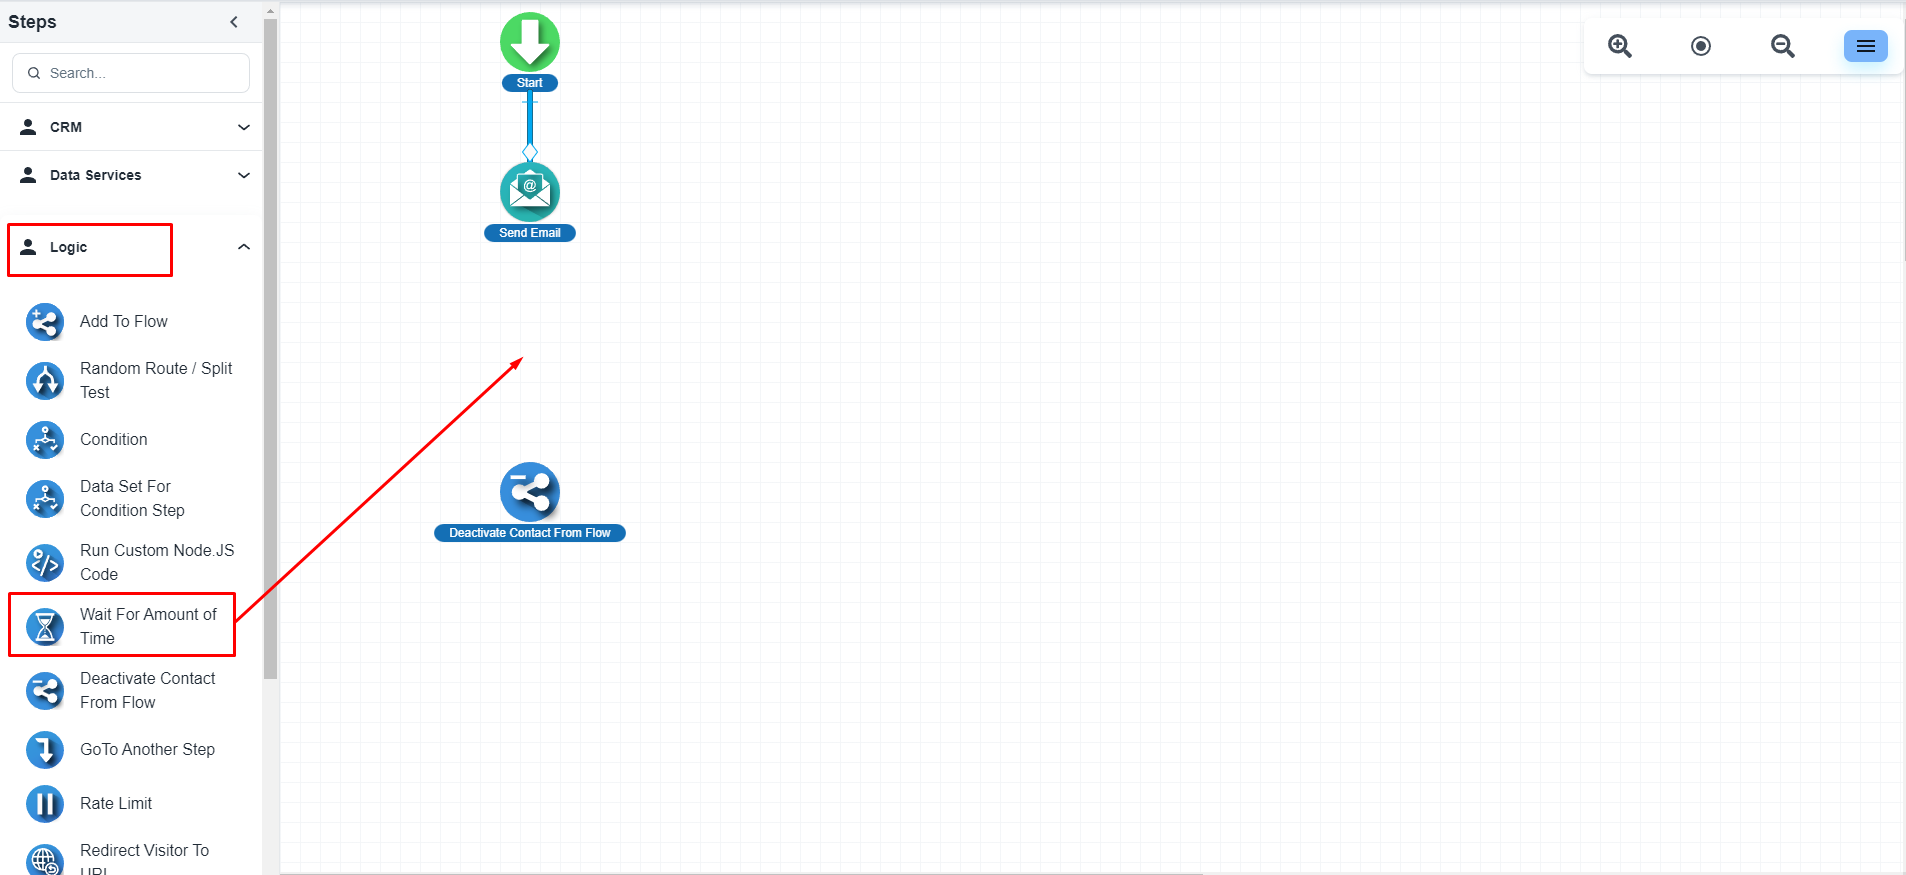 Steps
Search...
CRM
Data Services
Logic
Add To Flow
Random Route / Split
Test
Condition
Data Set For
Condition Step
Run Custom Node.JS
Code
Wait For Amount of
Time
Deactivate Contact
From Flow
GoTo Another Step
Rate Limit
Redirect Visitor To
Start
@
Send Email
Deactivate Contact From Flow